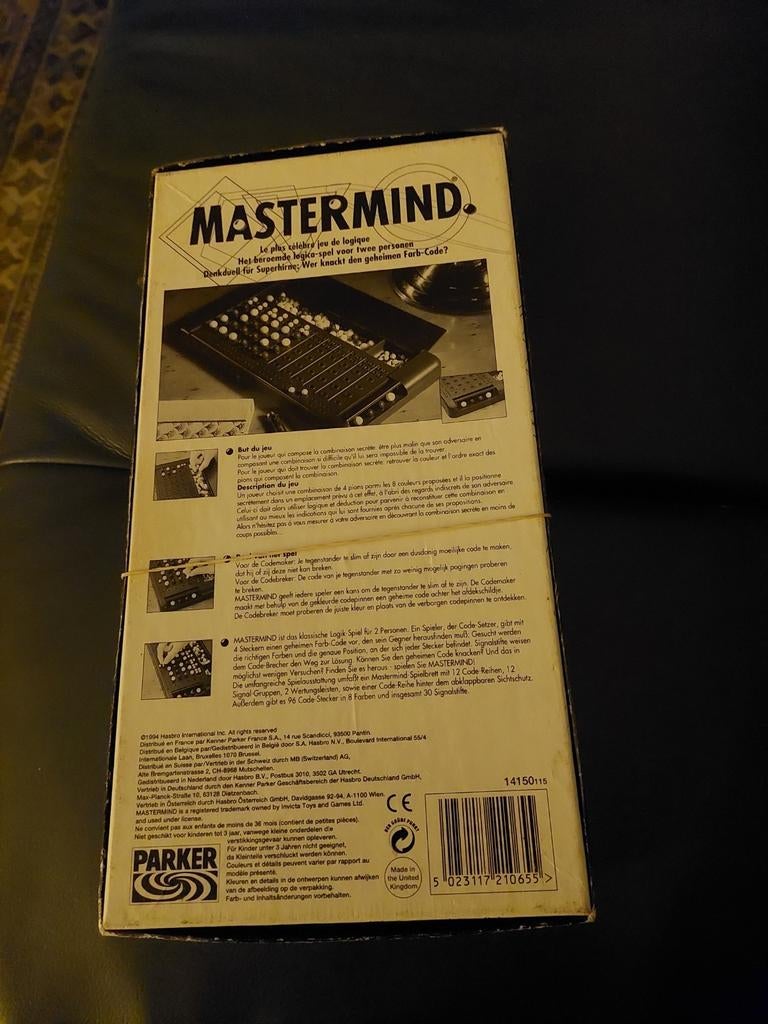 MASTERMIND.®
Le plus célèbre jeu de logique
Het beroemde logica-spel voor twee personen
Denkduell für Superhirne: Wer knackt den geheimen Farb-Code?
But du jeu
Pour le joueur qui compose la combinaison secrète: être plus malin que son adversaire en
composant une combinaison si difficile qu'il lui sera impossible de la trouver.
Pour le joueur qui doit trouver la combinaison secrète: retrouver la couleur et l'ordre exact des
pions qui composent la combinaison.
Description du jeu
Un joueur choisit une combinaison de 4 pions parmi les 8 couleurs proposées et il la positionne
secrètement dans un emplacement prévu à cet effet, à l'abri des regards indiscrets de son adversaire
Celui-ci doit alors utiliser logique et deduction pour parvenir à reconstituer cette combinaison en
utilisant au mieux les indications qui lui sont fournies après chacune de ses propositions.
Alors n'hésitez pas à vous mesurer à votre adversaire en découvrant la combinaison secrète en moins de
coups possibles...
van het spel
Voor de Codemaker: Je tegenstander te slim af zijn door een dusdanig moeilijke code te maken,
dat hij of zij deze niet kan breken.
Voor de Codebreker: De code van je tegenstander met zo weinig mogelijk pogingen proberen
te breken.
MASTERMIND geeft iedere speler een kans om de tegenstander te slim af te zijn. De Codemaker
maakt met behulp van de gekleurde codepinnen een geheime code achter het afdekschildje.
De Codebreker moet proberen de juiste kleur en plaats van de verborgen codepinnen te ontdekken.
MASTERMIND ist das klassische Logik-Spiel für 2 Personen. Ein Spieler, der Code-Setzer, gibt mit
4 Steckern einen geheimen Farb-Code vor, den sein Gegner herausfinden muß: Gesucht werden
die richtigen Farben und die genaue Position, an der sich jeder Stecker befindet. Signalstifte weisen
dem Code-Brecher den Weg zur Lösung. Können Sie den geheimen Code knacken? Und das in
möglichst wenigen Versuchen? Finden Sie es heraus - spielen Sie MASTERMIND!
Die umfangreiche Spielausstattung umfaßt ein Mastermind-Spielbrett mit 12 Code-Reihen, 12
Signal-Gruppen, 2 Wertungsleisten, sowie einer Code-Reihe hinter dem abklappbaren Sichtschutz.
Außerdem gibt es 96 Code-Stecker in 8 Farben und insgesamt 30 Signalstifte.
©1994 Hasbro International Inc. All rights reserved
Distribué en France par Kenner Parker France S.A., 14 rue Scandicci, 93500 Pantin.
Distribué en Belgique par/Gedistribueerd in België door S.A. Hasbro N.V., Boulevard International 55/4
Internationale Laan, Bruxelles 1070 Brussel.
Distribué en Suisse par/Vertrieb in der Schweiz durch MB (Switzerland) AG,
Alte Bremgartenstrasse 2, CH-8968 Mutschellen.
Gedistribueerd in Nederland door Hasbro B.V., Postbus 3010, 3502 GA Utrecht.
Vertrieb in Deutschland durch den Kenner Parker Geschäftsbereich der Hasbro Deutschland GmbH,
Max-Planck-Straße 10, 63128 Dietzenbach.
Vertrieb in Österreich durch Hasbro Österreich GmbH, Davidgasse 92-94, A-1100 Wien.
MASTERMIND is a registered trademark owned by Invicta Toys and Games Ltd.
and used under license.
Ne convient pas aux enfants de moins de 36 mois (contient de petites pièces).
Niet geschikt voor kinderen tot 3 jaar, vanwege kleine onderdelen die
verstikkingsgevaar kunnen opleveren.
Für Kinder unter 3 Jahren nicht geeignet,
da Kleinteile verschluckt werden können.
Couleurs et détails peuvent varier par rapport au
modèle présenté.
Kleuren en details in de ontwerpen kunnen afwijken
van de afbeelding op de verpakking.
Farb- und Inhaltsänderungen vorbehalten.
PARKER
CE
DER GRÜNE PUNKT
Made in
the United
Kingdom
14150115
5 023117 210655 >